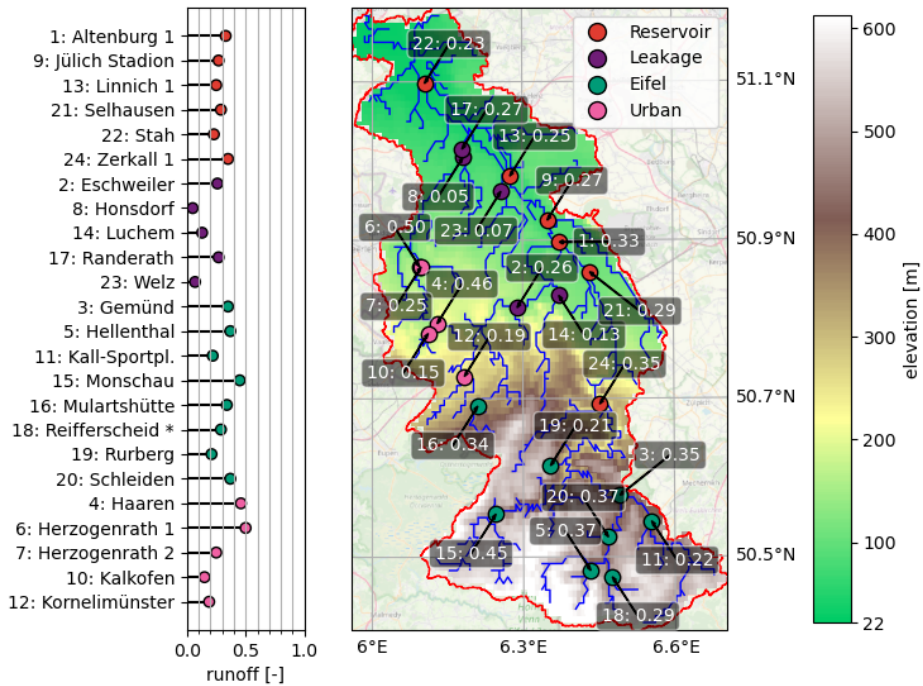 1: Altenburg 1
9: Jülich Stadion
13: Linnich 1
21: Selhausen
22: Stah
24: Zerkall 1
2: Eschweiler
8: Honsdorf
14: Luchem
17: Randerath
23: Welz
3: Gemünd
5: Hellenthal
11: Kall-Sportpl.
15: Monschau
16: Mulartshütte
18: Reifferscheid *
19: Rurberg
20: Schleiden
4: Haaren
6: Herzogenrath 1
7: Herzogenrath 2
10: Kalkofen
12: Kornelimünster
0.0 0.5 1.0
runoff [-]
Reservoir
Leakage
Eifel
Urban
22: 0.23
17: 0.27
13: 0.25
9: 0.27
8: 0.05
6: 0.50
23: 0.07
1: 0.33
2: 0.26
4: 0.46
7: 0.25
21: 0.29
12: 0.19
14: 0.13
24: 0.35
10: 0.15
19: 0.21
16: 0.34
3: 0.35
20: 0.37
5: 0.37
15: 0.45
11: 0.22
18: 0.29
51.1°N
50.9°N
50.7°N
50.5°N
6°E 6.3°E 6.6°E
600
500
400
300
200
100
22
elevation [m]